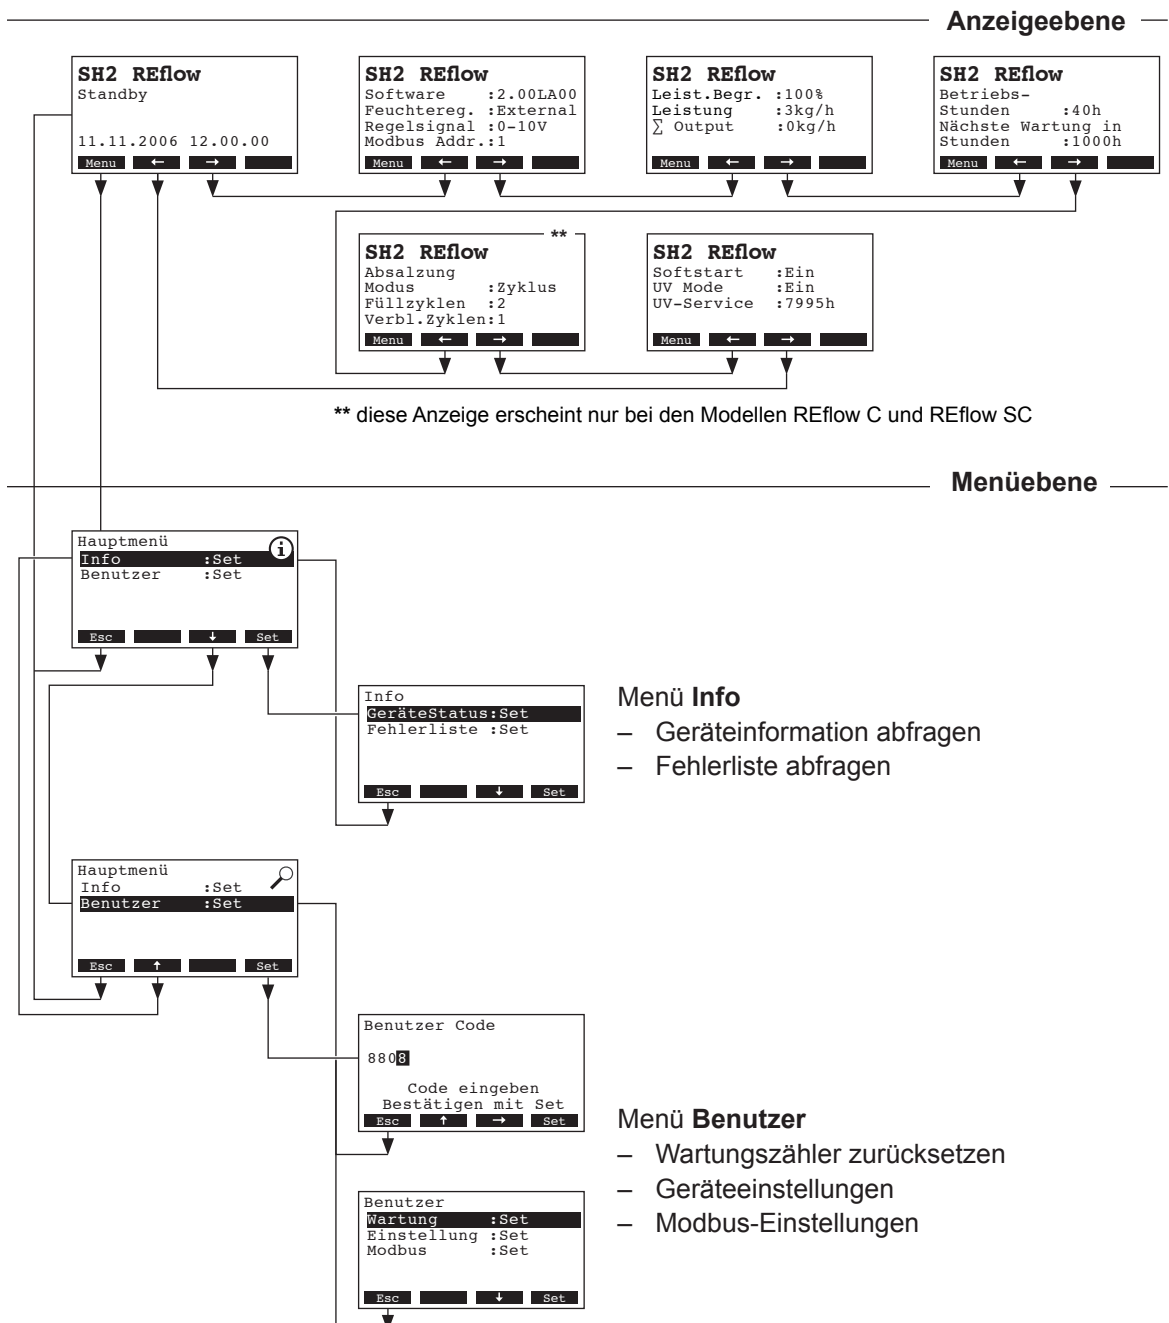 Anzeigeebene
SH2 REflow
Standby
11.11.2006 12.00.00
Menu ← →
SH2 REflow
Software :2.00LA00
Feuchtereg. :External
Regelsignal :0-10V
Modbus Addr.:1
Menu ← →
SH2 REflow
Leist.Begr. :100%
Leistung :3kg/h
∑ Output :0kg/h
Menu ← →
SH2 REflow
Betriebs-
Stunden :40h
Nächste Wartung in
Stunden :1000h
Menu ← →
**
SH2 REflow
Absalzung
Modus :Zyklus
Füllzyklen :2
Verbl.Zyklen:1
Menu ← →
SH2 REflow
Softstart :Ein
UV Mode :Ein
UV-Service :7995h
Menu ← →
** diese Anzeige erscheint nur bei den Modellen REflow C und REflow SC
Menüebene
Hauptmenü
Info :Set
Benutzer :Set
Esc ↓ Set
Info
GeräteStatus:Set
Fehlerliste :Set
Esc ↓ Set
Menü Info
– Geräteinformation abfragen
– Fehlerliste abfragen
Hauptmenü
Info :Set
Benutzer :Set
Esc ↑ Set
Benutzer Code
8808
Code eingeben
Bestätigen mit Set
Esc ↑ → Set
Menü Benutzer
– Wartungszähler zurücksetzen
– Geräteeinstellungen
– Modbus-Einstellungen
Benutzer
Wartung :Set
Einstellung :Set
Modbus :Set
Esc ↓ Set